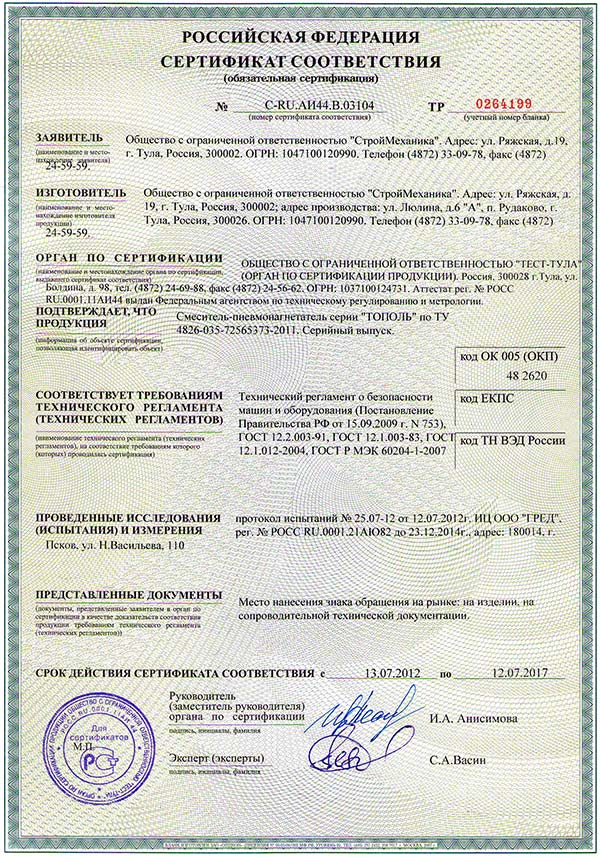 РОССИЙСКАЯ ФЕДЕРАЦИЯ
СЕРТИФИКАТ СООТВЕТСТВИЯ
(обязательная сертификация)
№ C-RU.АИ44.В.03104 ТР 0264199
(номер сертификата соответствия) (учетный номер бланка)
ЗАЯВИТЕЛЬ Общество с ограниченной ответственностью "СтройМеханика". Адрес: ул. Ряжская, д.19,
(наименование и место-
нахождение заявителя) г. Тула, Россия, 300002. ОГРН: 1047100120990. Телефон (4872) 33-09-78, факс (4872)
24-59-59.
ИЗГОТОВИТЕЛЬ Общество с ограниченной ответственностью "СтройМеханика". Адрес: ул. Ряжская, д.
(наименование и место-
нахождение изготовителя 19, г. Тула, Россия, 300002; адрес производства: ул. Люлина, д.6 "А", п. Рудаково, г.
продукции) Тула, Россия, 300026. ОГРН: 1047100120990. Телефон (4872) 33-09-78, факс (4872)
24-59-59.
ОРГАН ПО СЕРТИФИКАЦИИ ОБЩЕСТВО С ОГРАНИЧЕННОЙ ОТВЕТСТВЕННОСТЬЮ "ТЕСТ-ТУЛА"
(наименование и местонахождение органа по сертификации,
выдавшего сертификат соответствия) (ОРГАН ПО СЕРТИФИКАЦИИ ПРОДУКЦИИ). Россия, 300028 г.Тула, ул.
Болдина, д. 98, тел. (4872) 24-69-88, факс (4872) 24-56-62. ОГРН: 1037100124731. Аттестат рег. № РОСС
RU.0001.11АИ44 выдан Федеральным агентством по техническому регулированию и метрологии.
ПОДТВЕРЖДАЕТ, ЧТО
ПРОДУКЦИЯ Смеситель-пневмонагнетатель серии "ТОПОЛЬ" по ТУ
4826-035-72565373-2011. Серийный выпуск.
(информация об объекте сертификации,
позволяющая идентифицировать объект)
код ОК 005 (ОКП)
48 2620
СООТВЕТСТВУЕТ ТРЕБОВАНИЯМ
ТЕХНИЧЕСКОГО РЕГЛАМЕНТА
(ТЕХНИЧЕСКИХ РЕГЛАМЕНТОВ)
(наименование технического регламента (технических
регламентов), на соответствие требованиям которого
(которых) проводилась сертификация)
Технический регламент о безопасности
машин и оборудования (Постановление
Правительства РФ от 15.09.2009 г. N 753),
ГОСТ 12.2.003-91, ГОСТ 12.1.003-83, ГОСТ
12.1.012-2004, ГОСТ Р МЭК 60204-1-2007
код ЕКПС
код ТН ВЭД России
ПРОВЕДЕННЫЕ ИССЛЕДОВАНИЯ протокол испытаний № 25.07-12 от 12.07.2012г. ИЦ ООО "ГРЕД",
(ИСПЫТАНИЯ) И ИЗМЕРЕНИЯ рег. № РОСС RU.0001.21АЮ82 до 23.12.2014г., адрес: 180014, г.
Псков, ул. Н.Васильева, 110
ПРЕДСТАВЛЕННЫЕ ДОКУМЕНТЫ
(документы, представленные заявителем в орган по
сертификации в качестве доказательств соответствия
продукции требованиям технического регламента
(технических регламентов))
Место нанесения знака обращения на рынке: на изделии, на
сопроводительной технической документации.
СРОК ДЕЙСТВИЯ СЕРТИФИКАТА СООТВЕТСТВИЯ с 13.07.2012 по 12.07.2017
Руководитель
(заместитель руководителя)
органа по сертификации И.А. Анисимова
подпись, инициалы, фамилия
Эксперт (эксперты) С.А.Васин
подпись, инициалы, фамилия
Для
сертификатов
М.П.